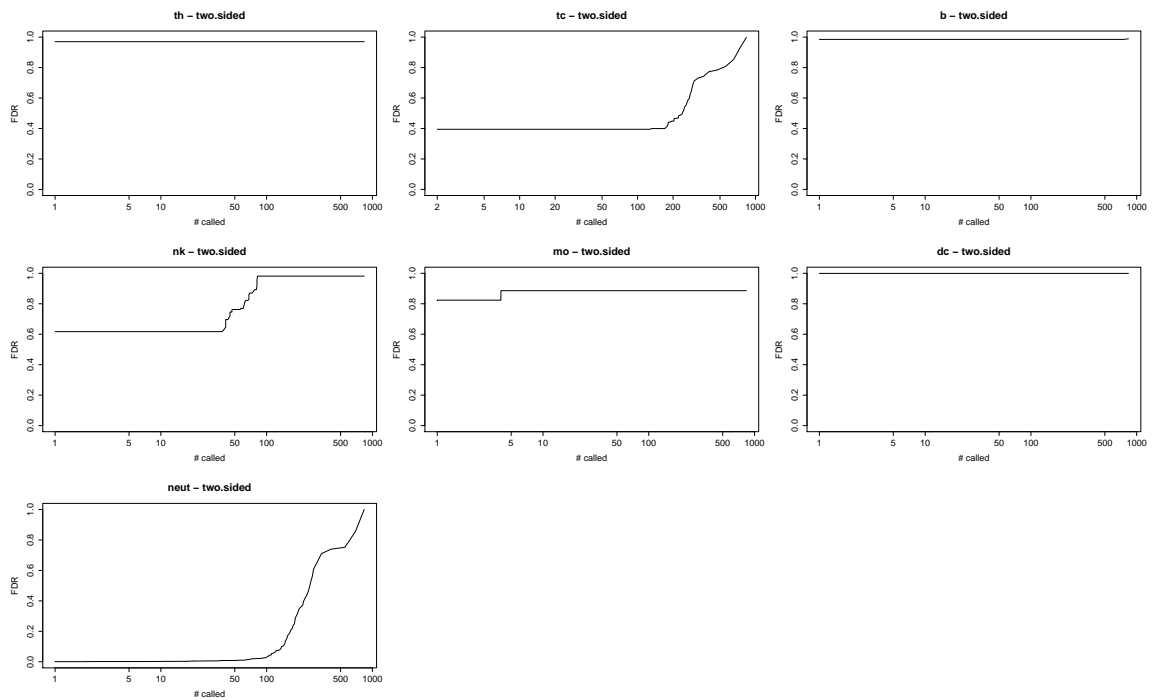 th – two.sided
FDR
0.0 0.2 0.4 0.6 0.8 1.0
1 5 10 50 100 500 1000
# called
tc – two.sided
FDR
0.0 0.2 0.4 0.6 0.8 1.0
2 5 10 20 50 100 200 500 1000
# called
b – two.sided
FDR
0.0 0.2 0.4 0.6 0.8 1.0
1 5 10 50 100 500 1000
# called
nk – two.sided
FDR
0.0 0.2 0.4 0.6 0.8 1.0
1 5 10 50 100 500 1000
# called
mo – two.sided
FDR
0.0 0.2 0.4 0.6 0.8 1.0
1 5 10 50 100 500 1000
# called
dc – two.sided
FDR
0.0 0.2 0.4 0.6 0.8 1.0
1 5 10 50 100 500 1000
# called
neut – two.sided
FDR
0.0 0.2 0.4 0.6 0.8 1.0
1 5 10 50 100 500 1000
# called